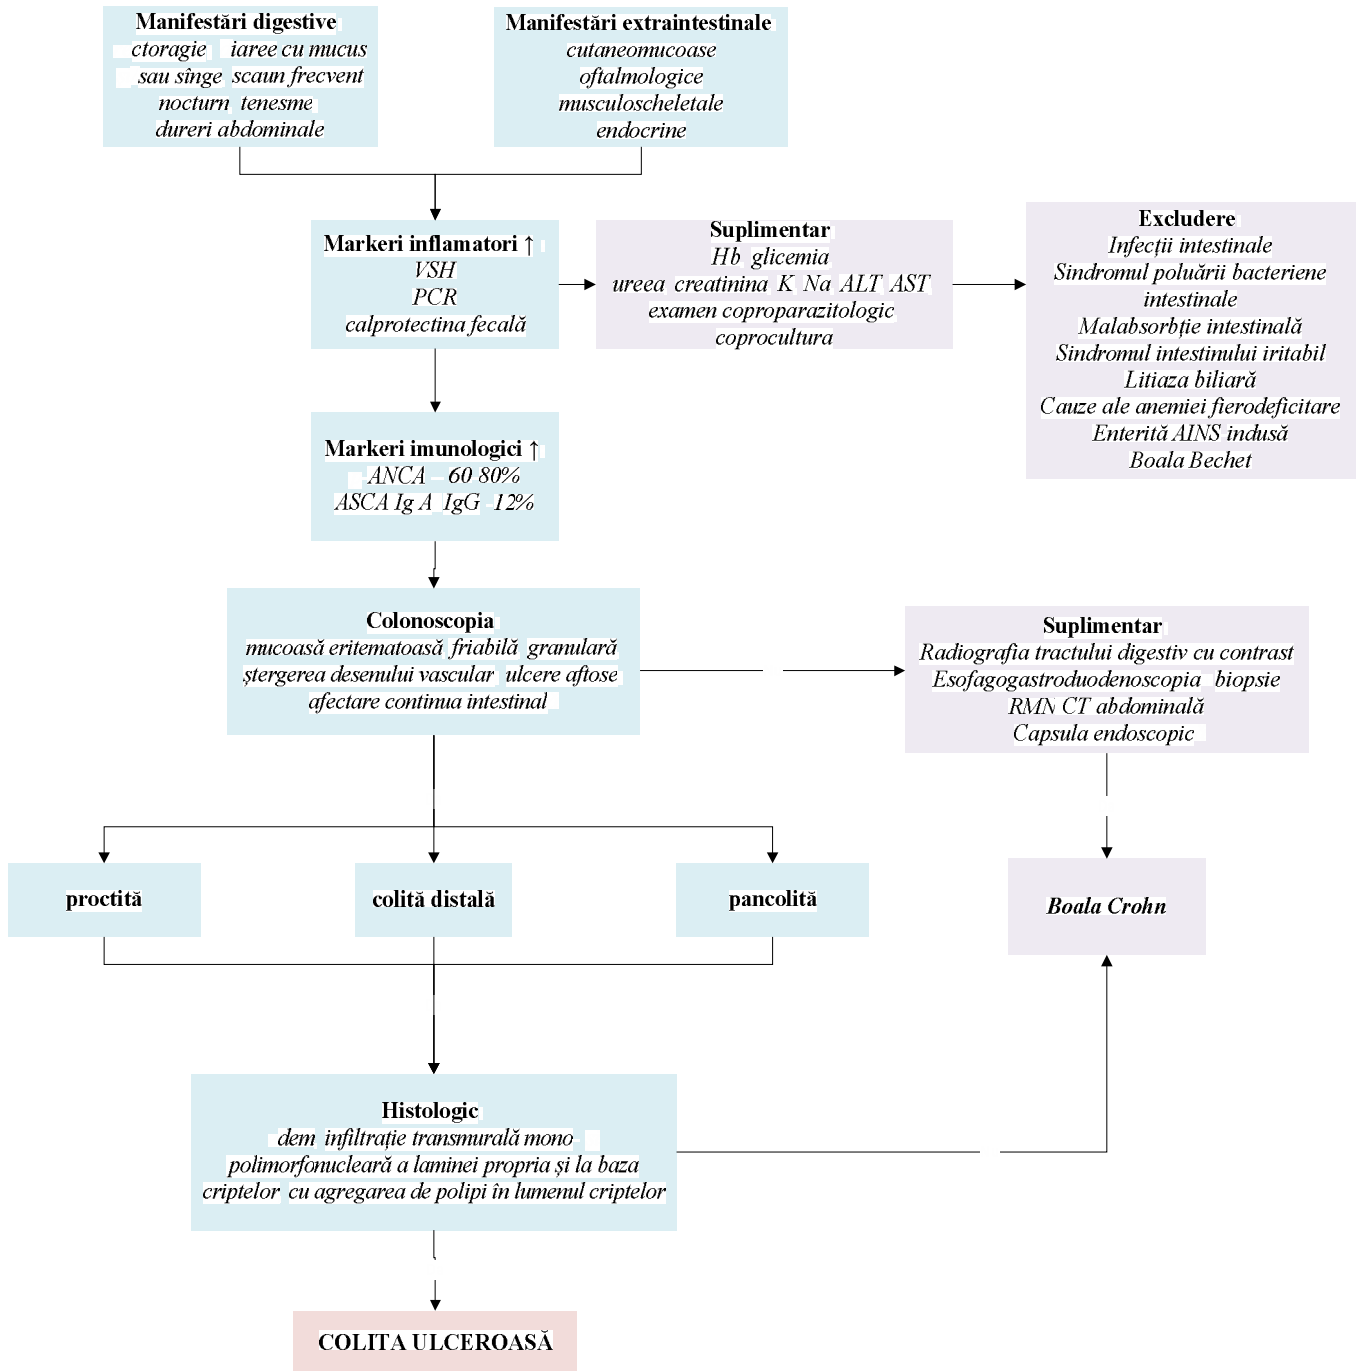 Manifestări digestive
ctoragie iaree cu mucus
sau sînge scaun frecvent
nocturn tenesme
dureri abdominale
Manifestări extraintestinale
cutaneomucoase
oftalmologice
musculoscheletale
endocrine
Markeri inflamatori ↑
VSH
PCR
calprotectina fecală
Suplimentar
Hb glicemia
ureea creatinina K Na ALT AST
examen coproparazitologic
coprocultura
Excludere
Infecții intestinale
Sindromul poluării bacteriene
intestinale
Malabsorbție intestinală
Sindromul intestinului iritabil
Litiaza biliară
Cauze ale anemiei fierodeficitare
Enterită AINS indusă
Boala Bechet
Markeri imunologici ↑
ANCA – 60 80%
ASCA Ig A IgG -12%
Colonoscopia
mucoasă eritematoasă friabilă granulară
ștergerea desenului vascular ulcere aftose
afectare continua intestinal
Suplimentar
Radiografia tractului digestiv cu contrast
Esofagogastroduodenoscopia biopsie
RMN CT abdominală
Capsula endoscopic
proctită
colită distală
pancolită
Boala Crohn
Histologic
dem infiltrație transmurală mono-
polimorfonucleară a laminei propria și la baza
criptelor cu agregarea de polipi în lumenul criptelor
COLITA ULCEROASĂ